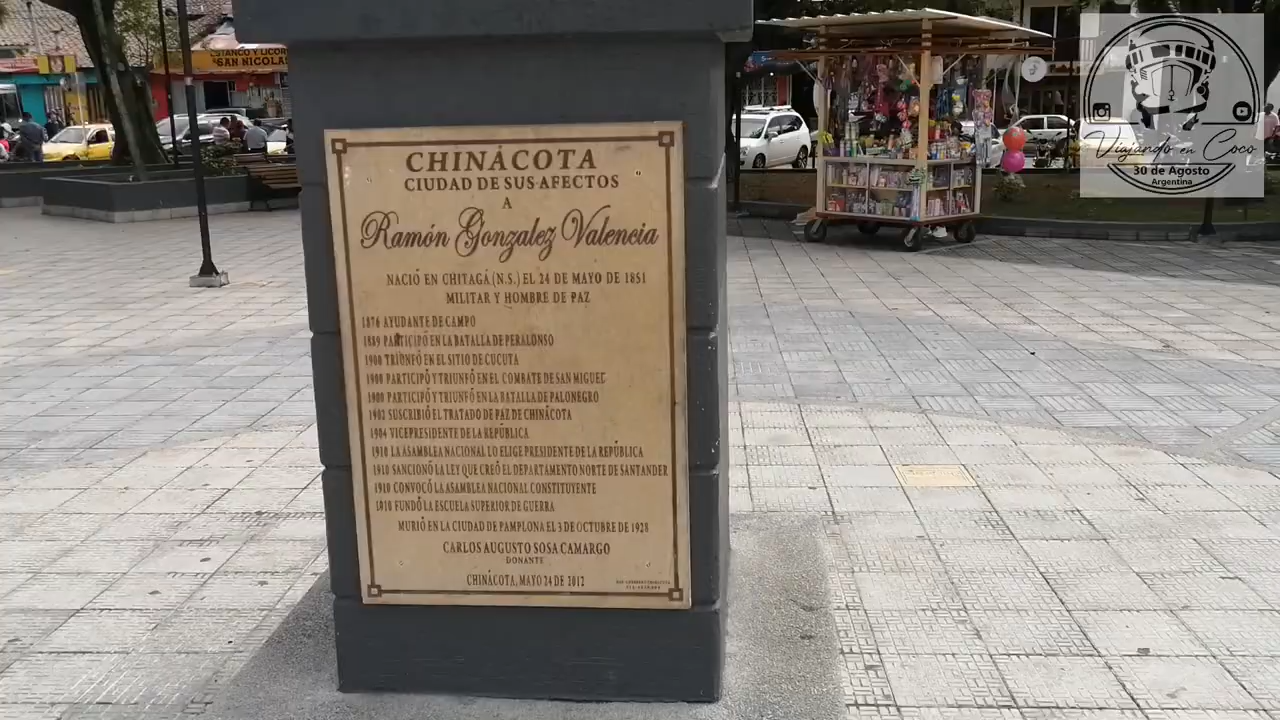 CHINÁCOTA
CIUDAD DE SUS AFECTOS
A
Ramón Gonzalez Valencia
NACIÓ EN CHITAGÁ (N.S.) EL 24 DE MAYO DE 1851
MILITAR Y HOMBRE DE PAZ
1876 AYUDANTE DE CAMPO
1889 PARTICIPÓ EN LA BATALLA DE PERALONSO
1900 TRIUNFÓ EN EL SITIO DE CUCUTA
1900 PARTICIPÓ Y TRIUNFÓ EN EL COMBATE DE SAN MIGUEL
1900 PARTICIPÓ Y TRIUNFÓ EN LA BATALLA DE PALONEGRO
1902 SUSCRIBIÓ EL TRATADO DE PAZ DE CHINÁCOTA
1904 VICEPRESIDENTE DE LA REPÚBLICA
1910 LA ASAMBLEA NACIONAL LO ELIGE PRESIDENTE DE LA REPÚBLICA
1910 SANCIONÓ LA LEY QUE CREÓ EL DEPARTAMENTO NORTE DE SANTANDER
1910 CONVOCÓ LA ASAMBLEA NACIONAL CONSTITUYENTE
1810 FUNDÓ LA ESCUELA SUPERIOR DE GUERRA
MURIÓ EN LA CIUDAD DE PAMPLONA EL 3 DE OCTUBRE DE 1928
CARLOS AUGUSTO SOSA CAMARGO
DONANTE
CHINÁCOTA, MAYO 24 DE 2012
ESTANCO Y LICOR
"SAN NICOLAS
Viajando en Coco
30 de Agosto
Argentina